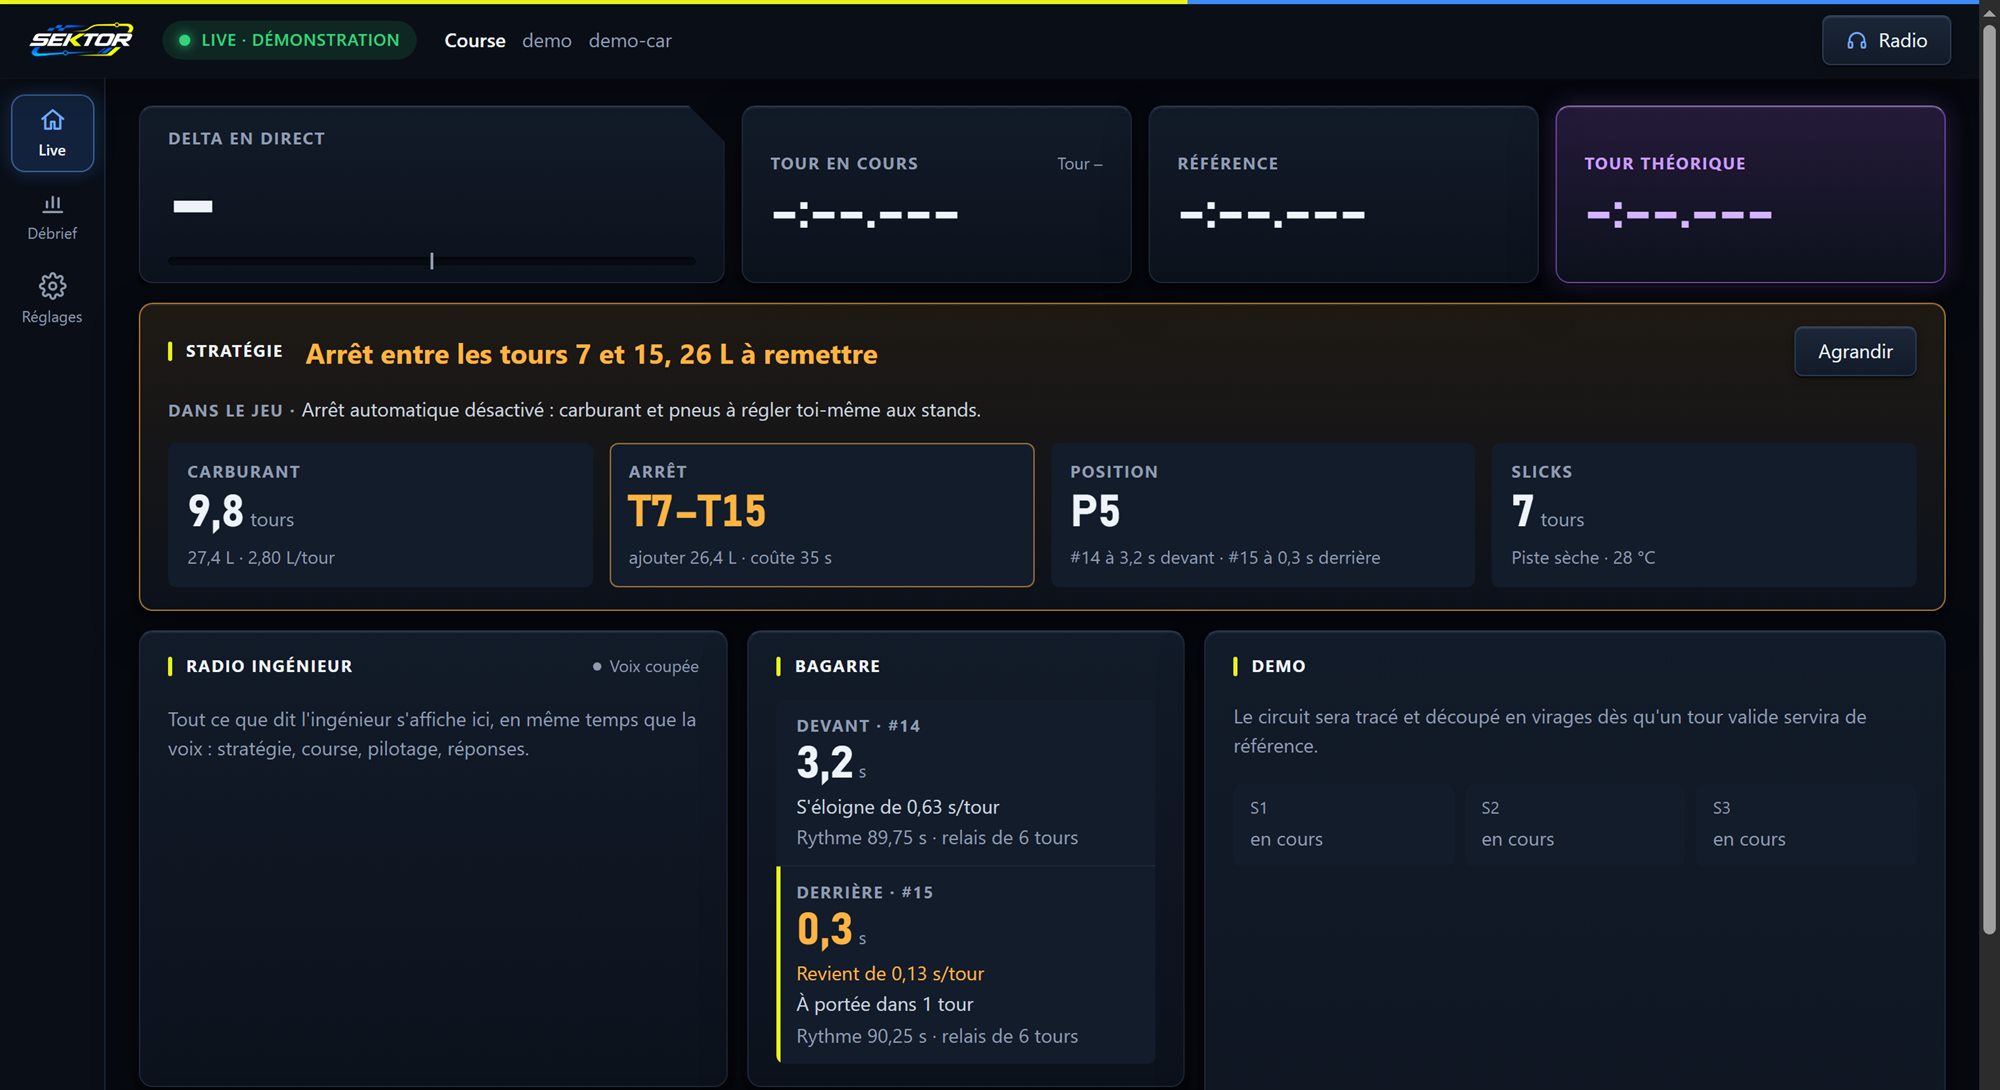 SEKTOR
LIVE · DÉMONSTRATION
Course demo demo-car
Radio
Live
Débrief
Réglages
DELTA EN DIRECT
–
TOUR EN COURS Tour –
–:––.–––
RÉFÉRENCE
–:––.–––
TOUR THÉORIQUE
–:––.–––
STRATÉGIE Arrêt entre les tours 7 et 15, 26 L à remettre
Agrandir
DANS LE JEU · Arrêt automatique désactivé : carburant et pneus à régler toi-même aux stands.
CARBURANT
9,8 tours
27,4 L · 2,80 L/tour
ARRÊT
T7–T15
ajouter 26,4 L · coûte 35 s
POSITION
P5
#14 à 3,2 s devant · #15 à 0,3 s derrière
SLICKS
7 tours
Piste sèche · 28 °C
RADIO INGÉNIEUR
Voix coupée
Tout ce que dit l'ingénieur s'affiche ici, en même temps que la
voix : stratégie, course, pilotage, réponses.
BAGARRE
DEVANT · #14
3,2 s
S'éloigne de 0,63 s/tour
Rythme 89,75 s · relais de 6 tours
DERRIÈRE · #15
0,3 s
Revient de 0,13 s/tour
À portée dans 1 tour
Rythme 90,25 s · relais de 6 tours
DEMO
Le circuit sera tracé et découpé en virages dès qu'un tour valide servira de
référence.
S1
en cours
S2
en cours
S3
en cours